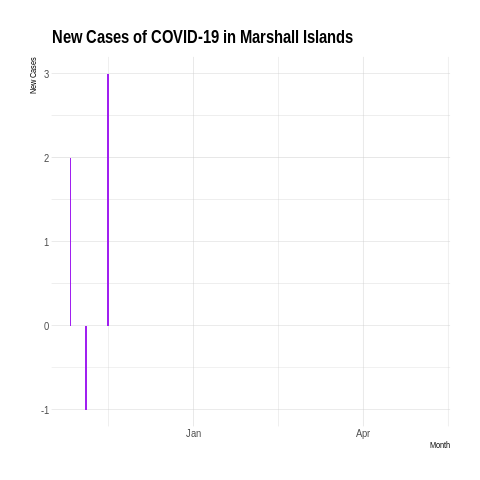 New Cases of COVID-19 in Marshall Islands
New Cases
3
2
1
0
-1
Jan
Apr
Month